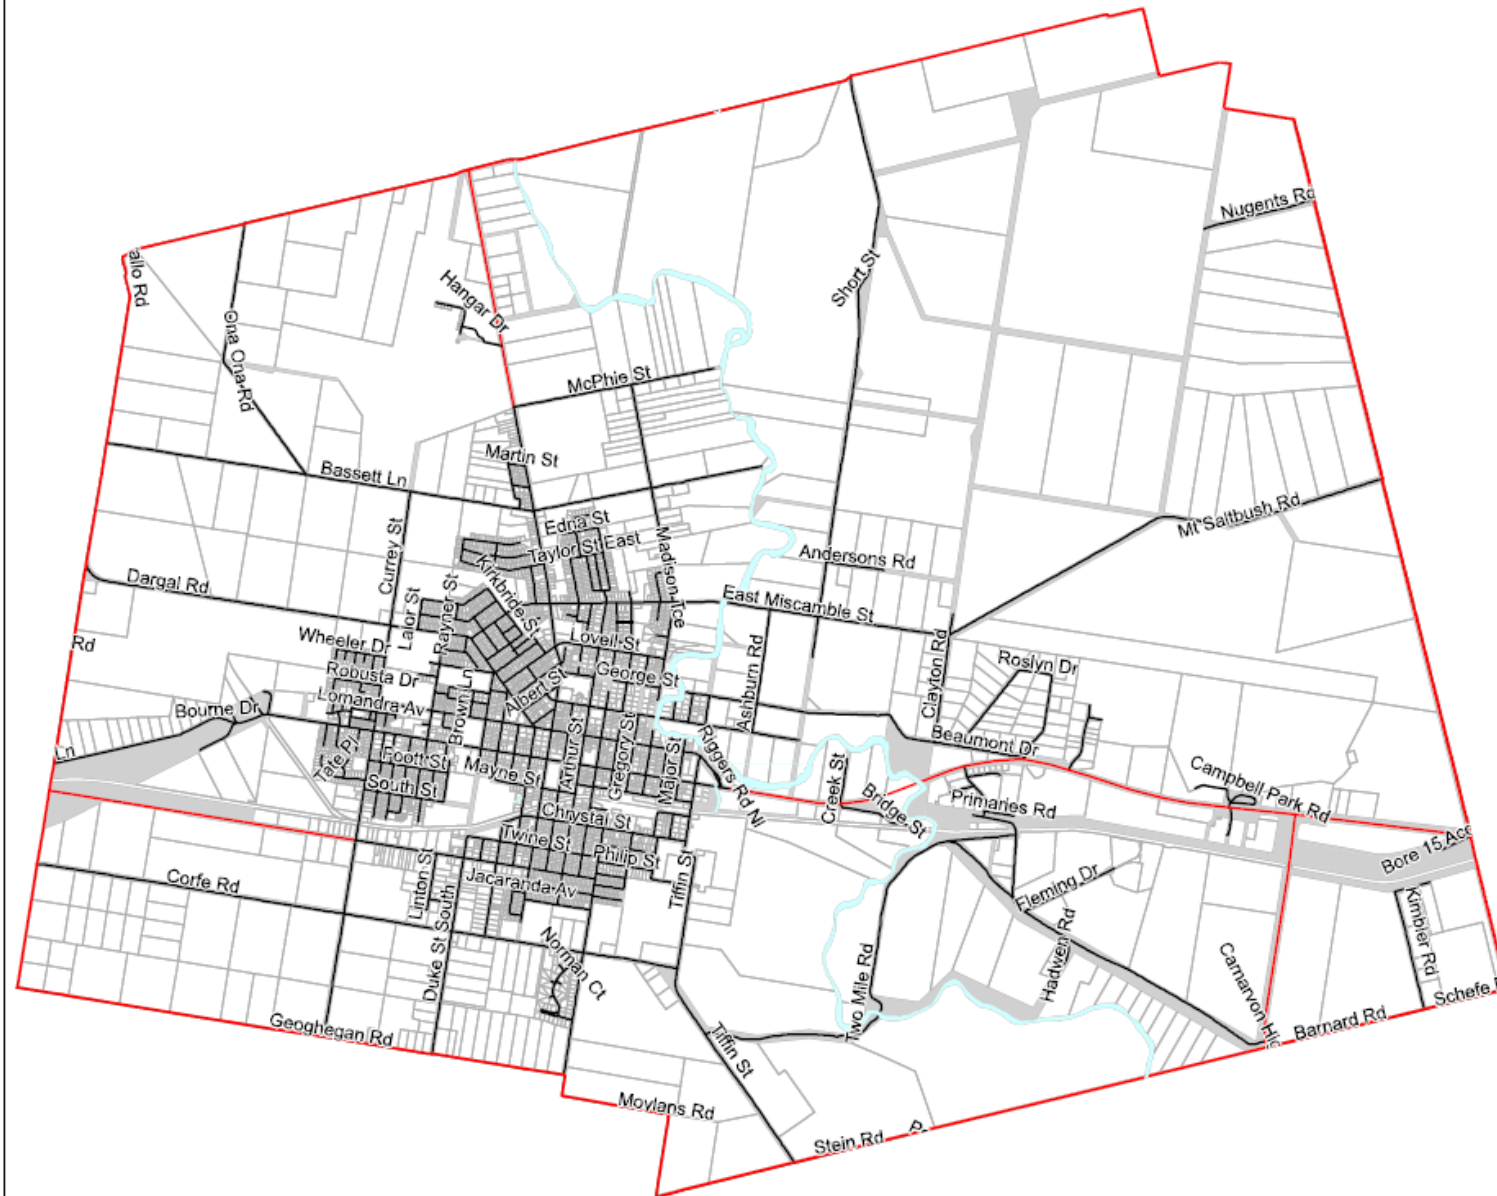 Nugents Rd
allo Rd
Short St
Hangar Dr
Ona Ona Rd
McPhie St
Martin St
Bassett Ln
Mt Saltbush Rd
Edna St
Taylor St East
Andersons Rd
Currey St
Madison Tce
Kirkbride St
Dargal Rd
East Miscamble St
Lalor St
Rayner St
Wheeler Dr
Lovell St
Rd
Roslyn Dr
Robusta Dr
George St
Clayton Rd
Ashburn Rd
Lomandra Av
Albert St
Bourne Dr
Brown Ln
Beaumont Dr
Ln
Tate Pl
Foott St
Mayne St
Arthur St
Gregory St
Major St
Riggers Rd Nl
South St
Creek St
Bridge St
Primaries Rd
Campbell Park Rd
Chrystal St
Twine St
Philip St
Bore 15 Acc
Corfe Rd
Jacaranda Av
Linton St
Tiffin St
Fleming Dr
Kimbler Rd
Duke St South
Norman Ct
Hadwen Rd
Two Mile Rd
Carnarvon Hi
Schefe
Geoghegan Rd
Barnard Rd
Tiffin St
Moylans Rd
Stein Rd